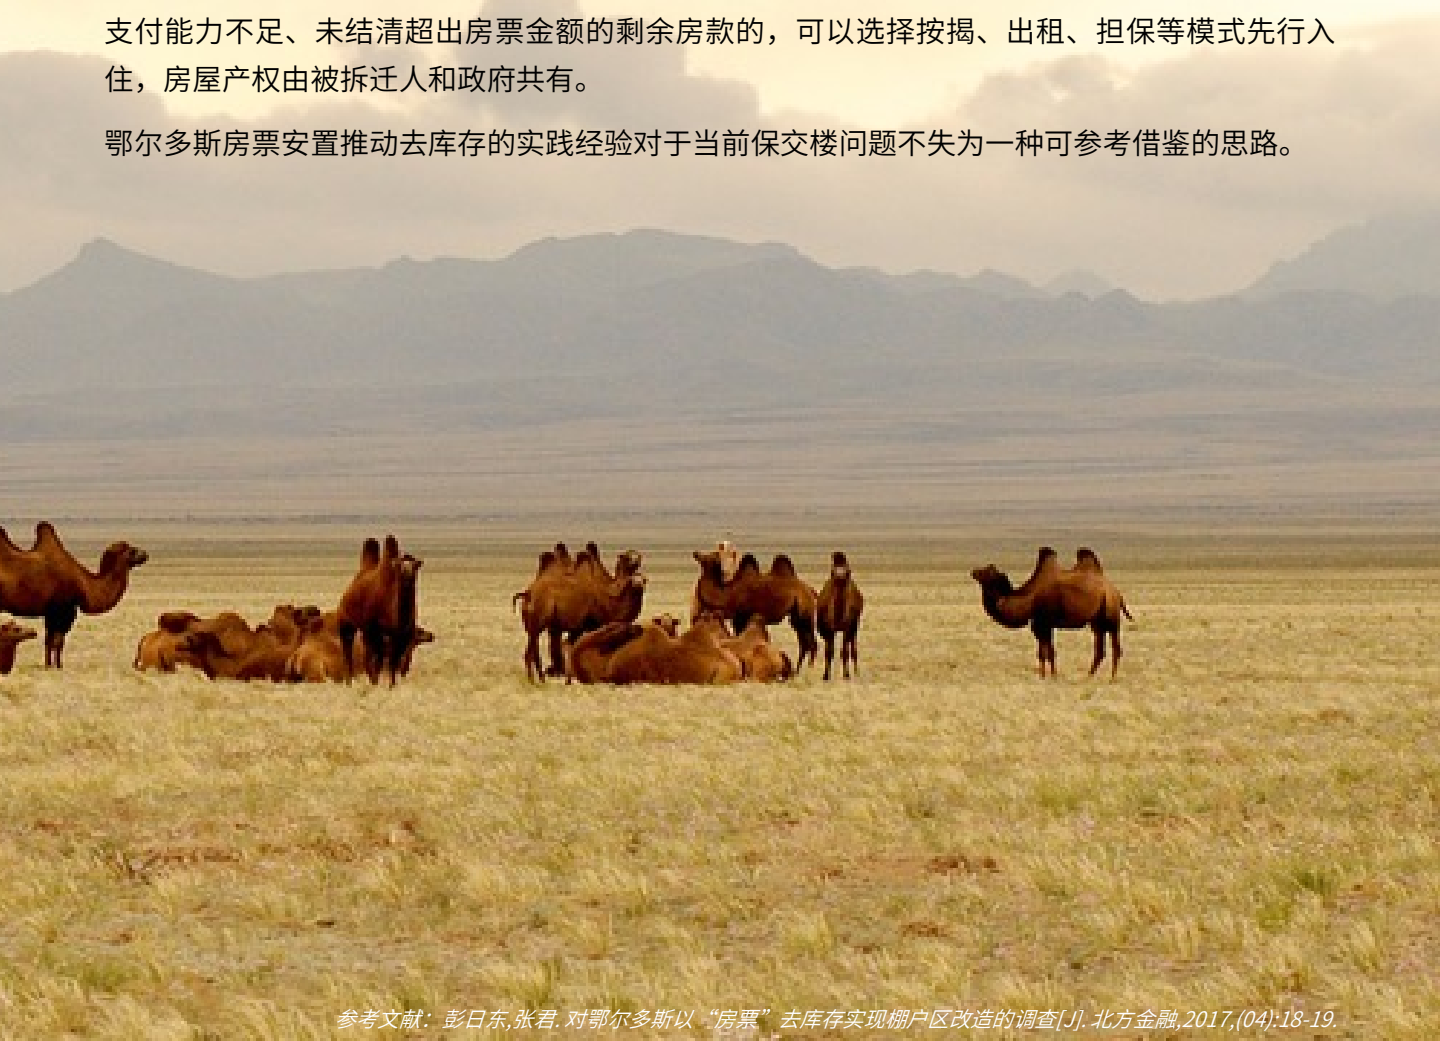 支付能力不足、未结清超出房票金额的剩余房款的，可以选择按揭、出租、担保等模式先行入
住，房屋产权由被拆迁人和政府共有。
鄂尔多斯房票安置推动去库存的实践经验对于当前保交楼问题不失为一种可参考借鉴的思路。
参考文献：彭日东,张君. 对鄂尔多斯以“房票”去库存实现棚户区改造的调查[J]. 北方金融,2017,(04):18-19.